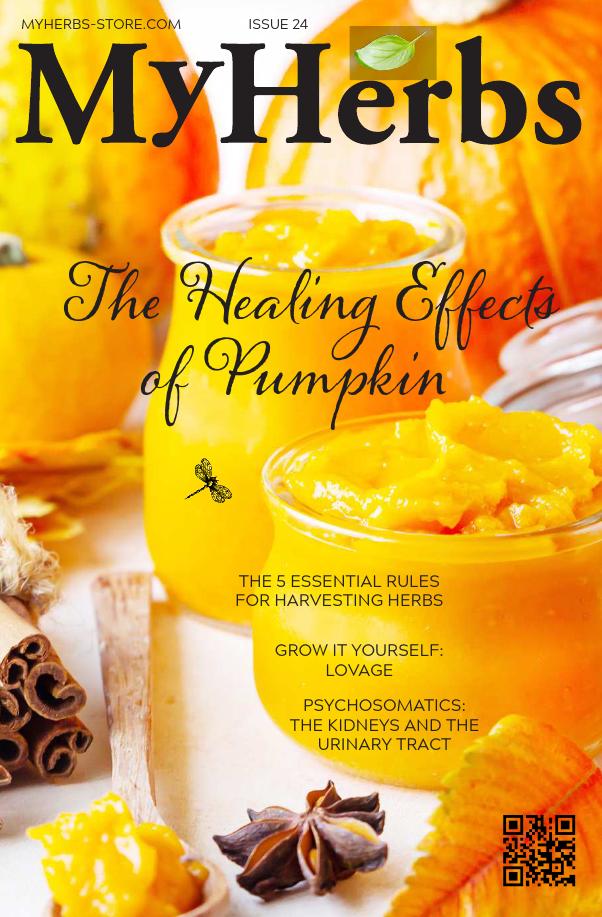 MYHERBS-STORE.COM
ISSUE 24
MyHerbs
The Healing Effects
of Pumpkin
THE 5 ESSENTIAL RULES
FOR HARVESTING HERBS
GROW IT YOURSELF:
LOVAGE
PSYCHOSOMATICS:
THE KIDNEYS AND THE
URINARY TRACT